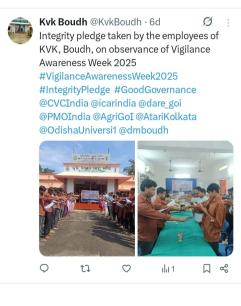 Kvk Boudh @KvkBoudh · 6d
Integrity pledge taken by the employees of
KVK, Boudh, on observance of Vigilance
Awareness Week 2025
#VigilanceAwarenessWeek2025
#IntegrityPledge #GoodGovernance
@CVCIndia @icarindia @dare_goi
@PMOIndia @AgriGoI @AtariKolkata
@OdishaUniversi1 @dmboudh
1